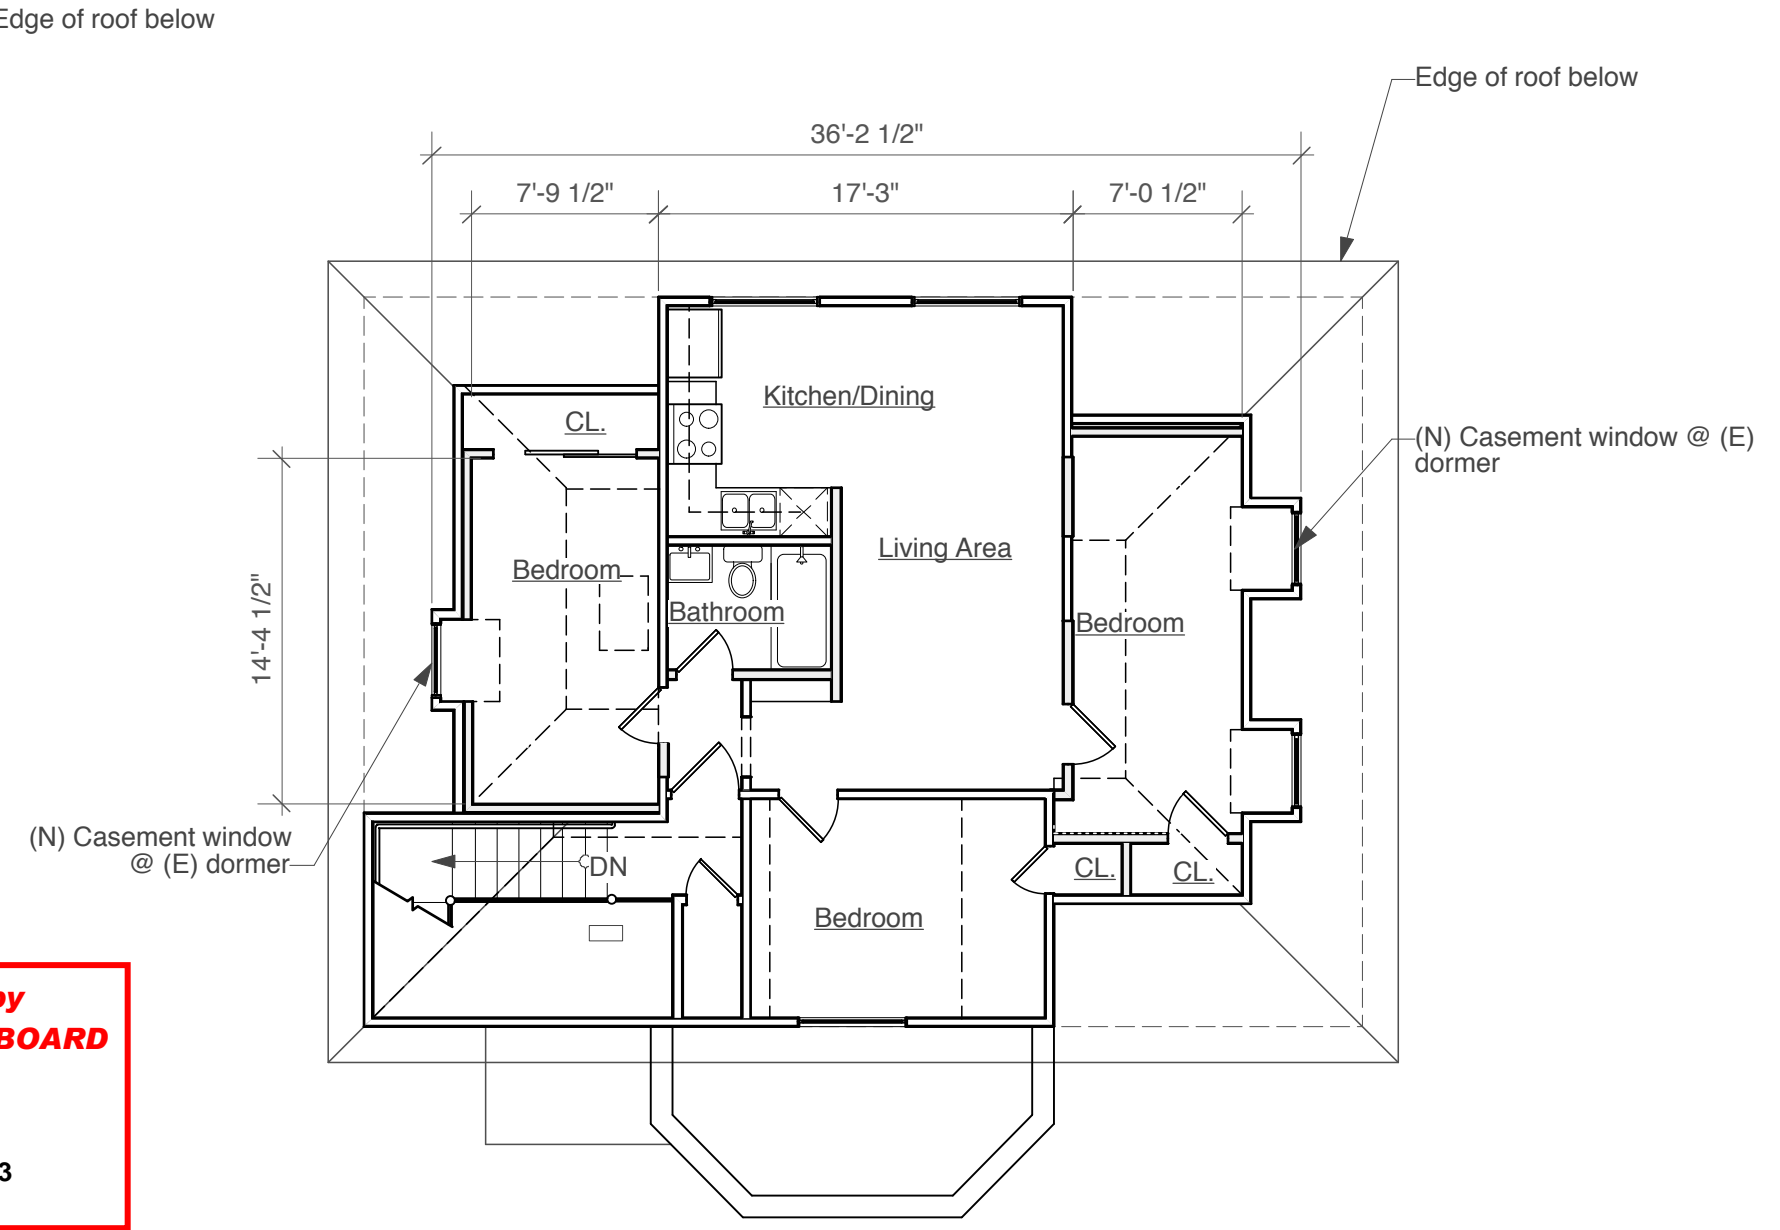 Edge of roof below
Edge of roof below
36'-2 1/2"
7'-9 1/2"
17'-3"
7'-0 1/2"
Kitchen/Dining
CL.
(N) Casement window @ (E)
dormer
Living Area
Bedroom
14'-4 1/2"
Bathroom
Bedroom
(N) Casement window
@ (E) dormer
DN
CL.
CL.
Bedroom
by
BOARD
3